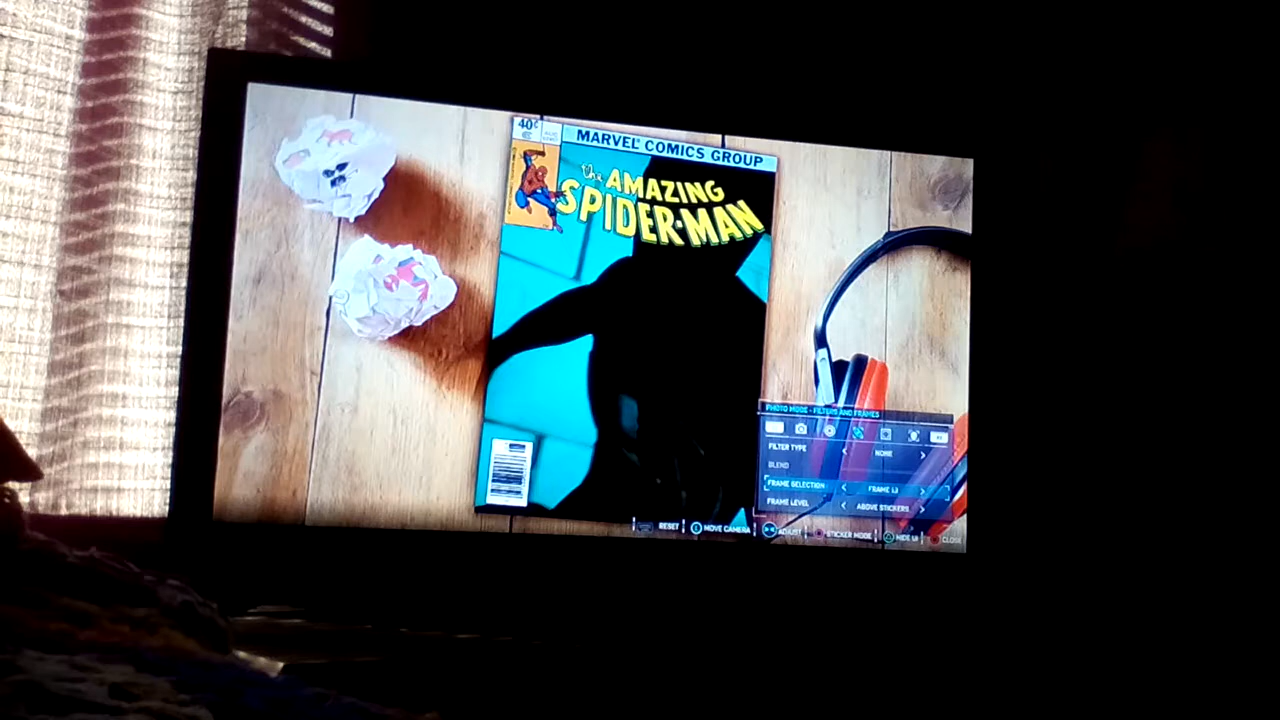 40¢
MARVEL COMICS GROUP
the AMAZING
SPIDER-MAN
PHOTO MODE - FILTERS AND FRAMES
FILTER TYPE
NONE
BLEND
FRAME SELECTION
FRAME 13
FRAME LEVEL
ABOVE STICKERS
RESET
MOVE CAMERA
ADJUST
STICKER MODE
HIDE UI
CLOSE